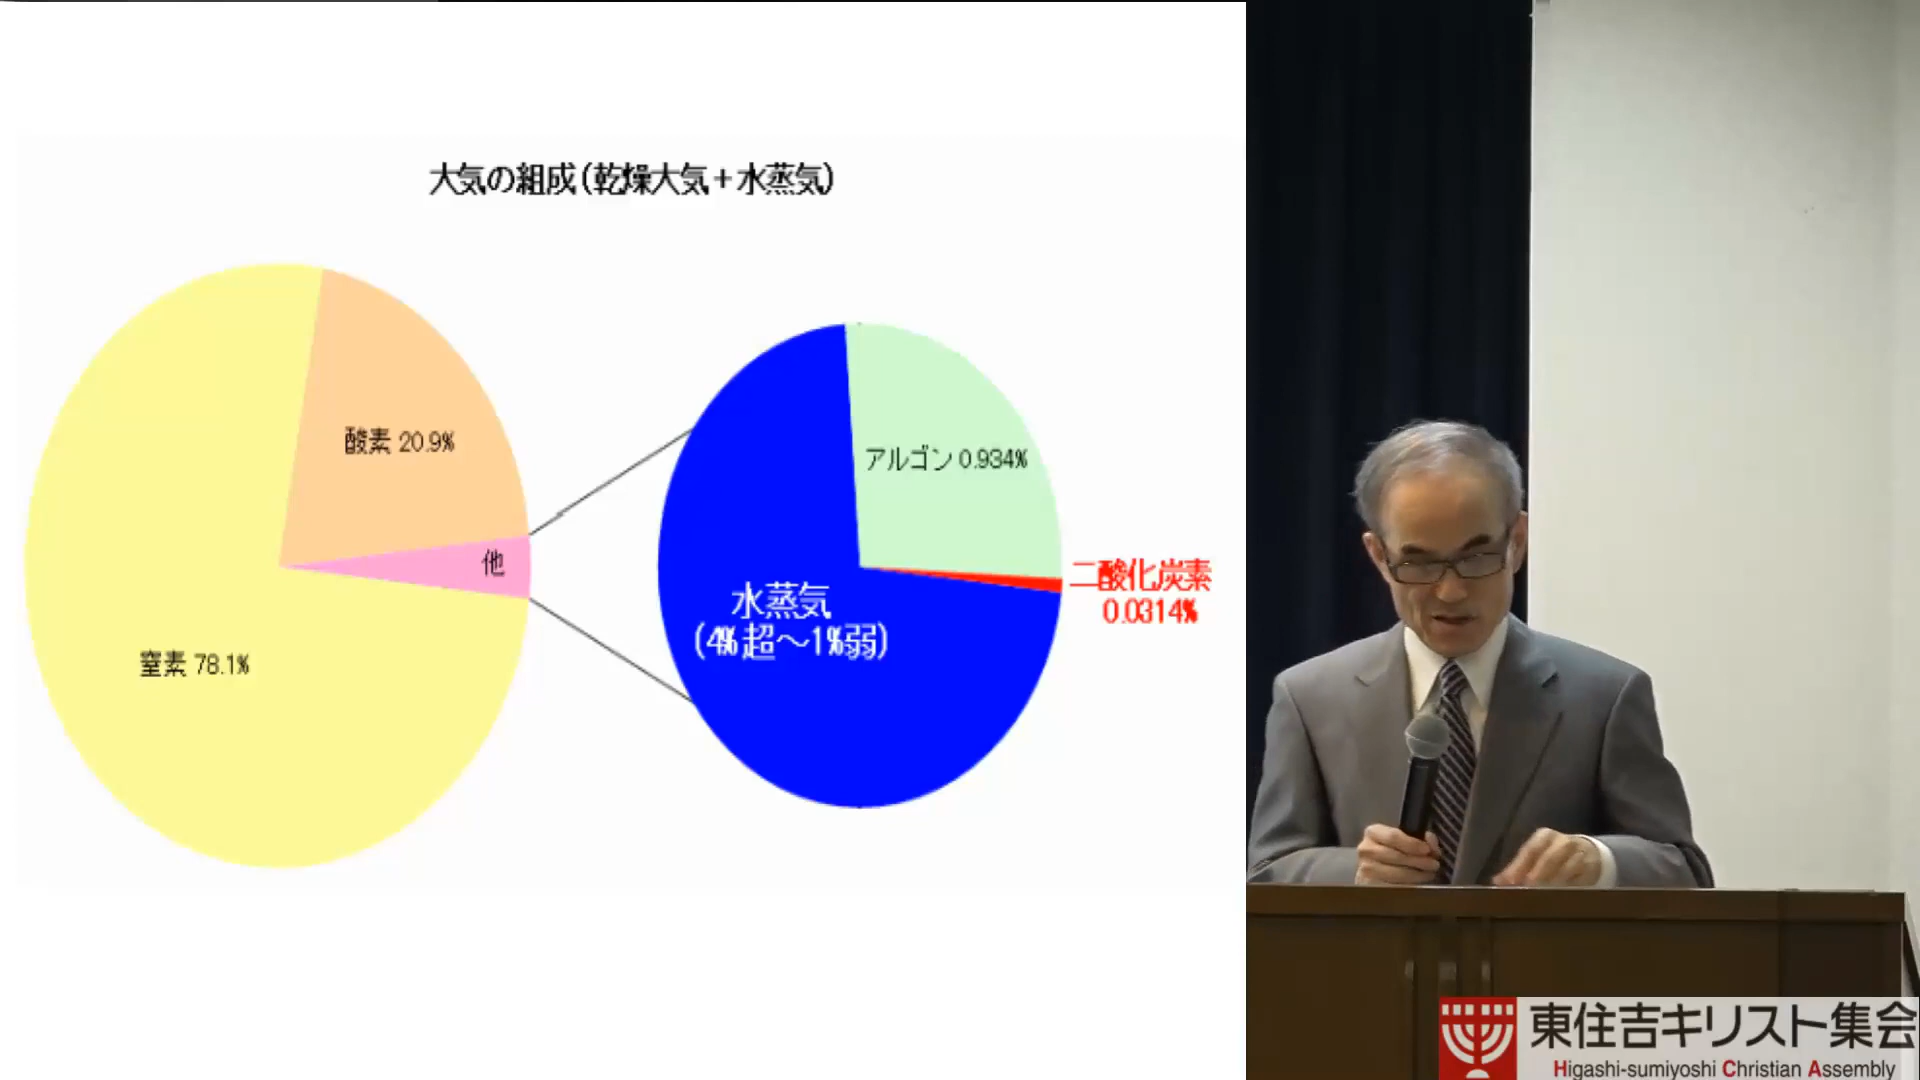 大気の組成(乾燥大気+水蒸気)
酸素 20.9%
他
窒素 78.1%
アルゴン 0.934%
二酸化炭素
0.0314%
水蒸気
(4%超~1%弱)
東住吉キリスト集会
Higashi-sumiyoshi Christian Assembly